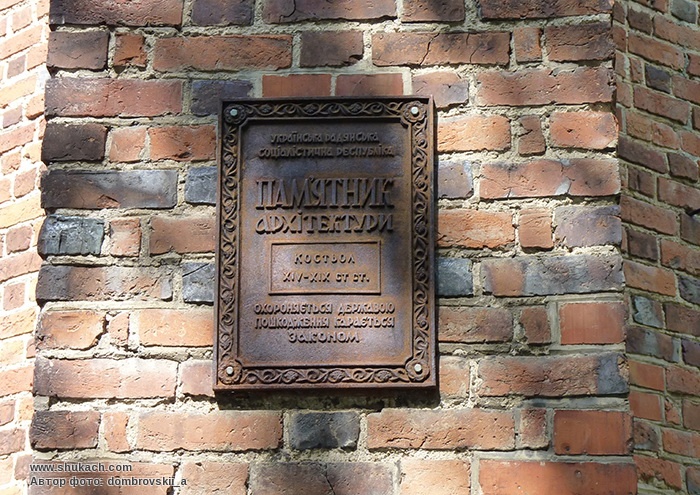 УКРАЇНСЬКА РАДЯНСЬКА
СОЦІАЛІСТИЧНА РЕСПУБЛІКА
ПАМ'ЯТНИК
АРХІТЕКТУРИ
КОСТЬОЛ
XIV-XIX СТ СТ.
ОХОРОНЯЄТЬСЯ ДЕРЖАВОЮ
ПОШКОДЖЕННЯ КАРАЄТЬСЯ
ЗАКОНОМ
www.shukach.com
Автор фото: dombrovskii_a